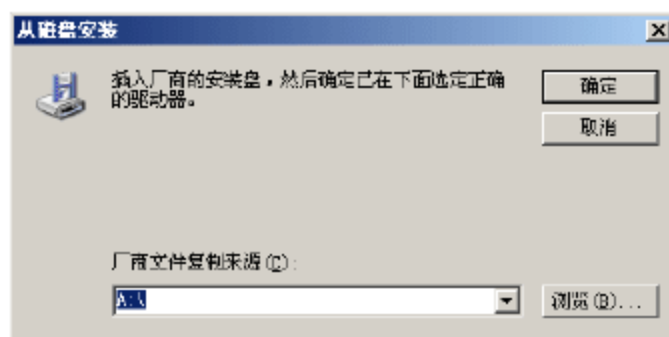 从磁盘安装
插入厂商的安装盘，然后确定已在下面选定正确
的驱动器。
确定
取消
厂商文件复制来源(C):
A:\
浏览(B)...